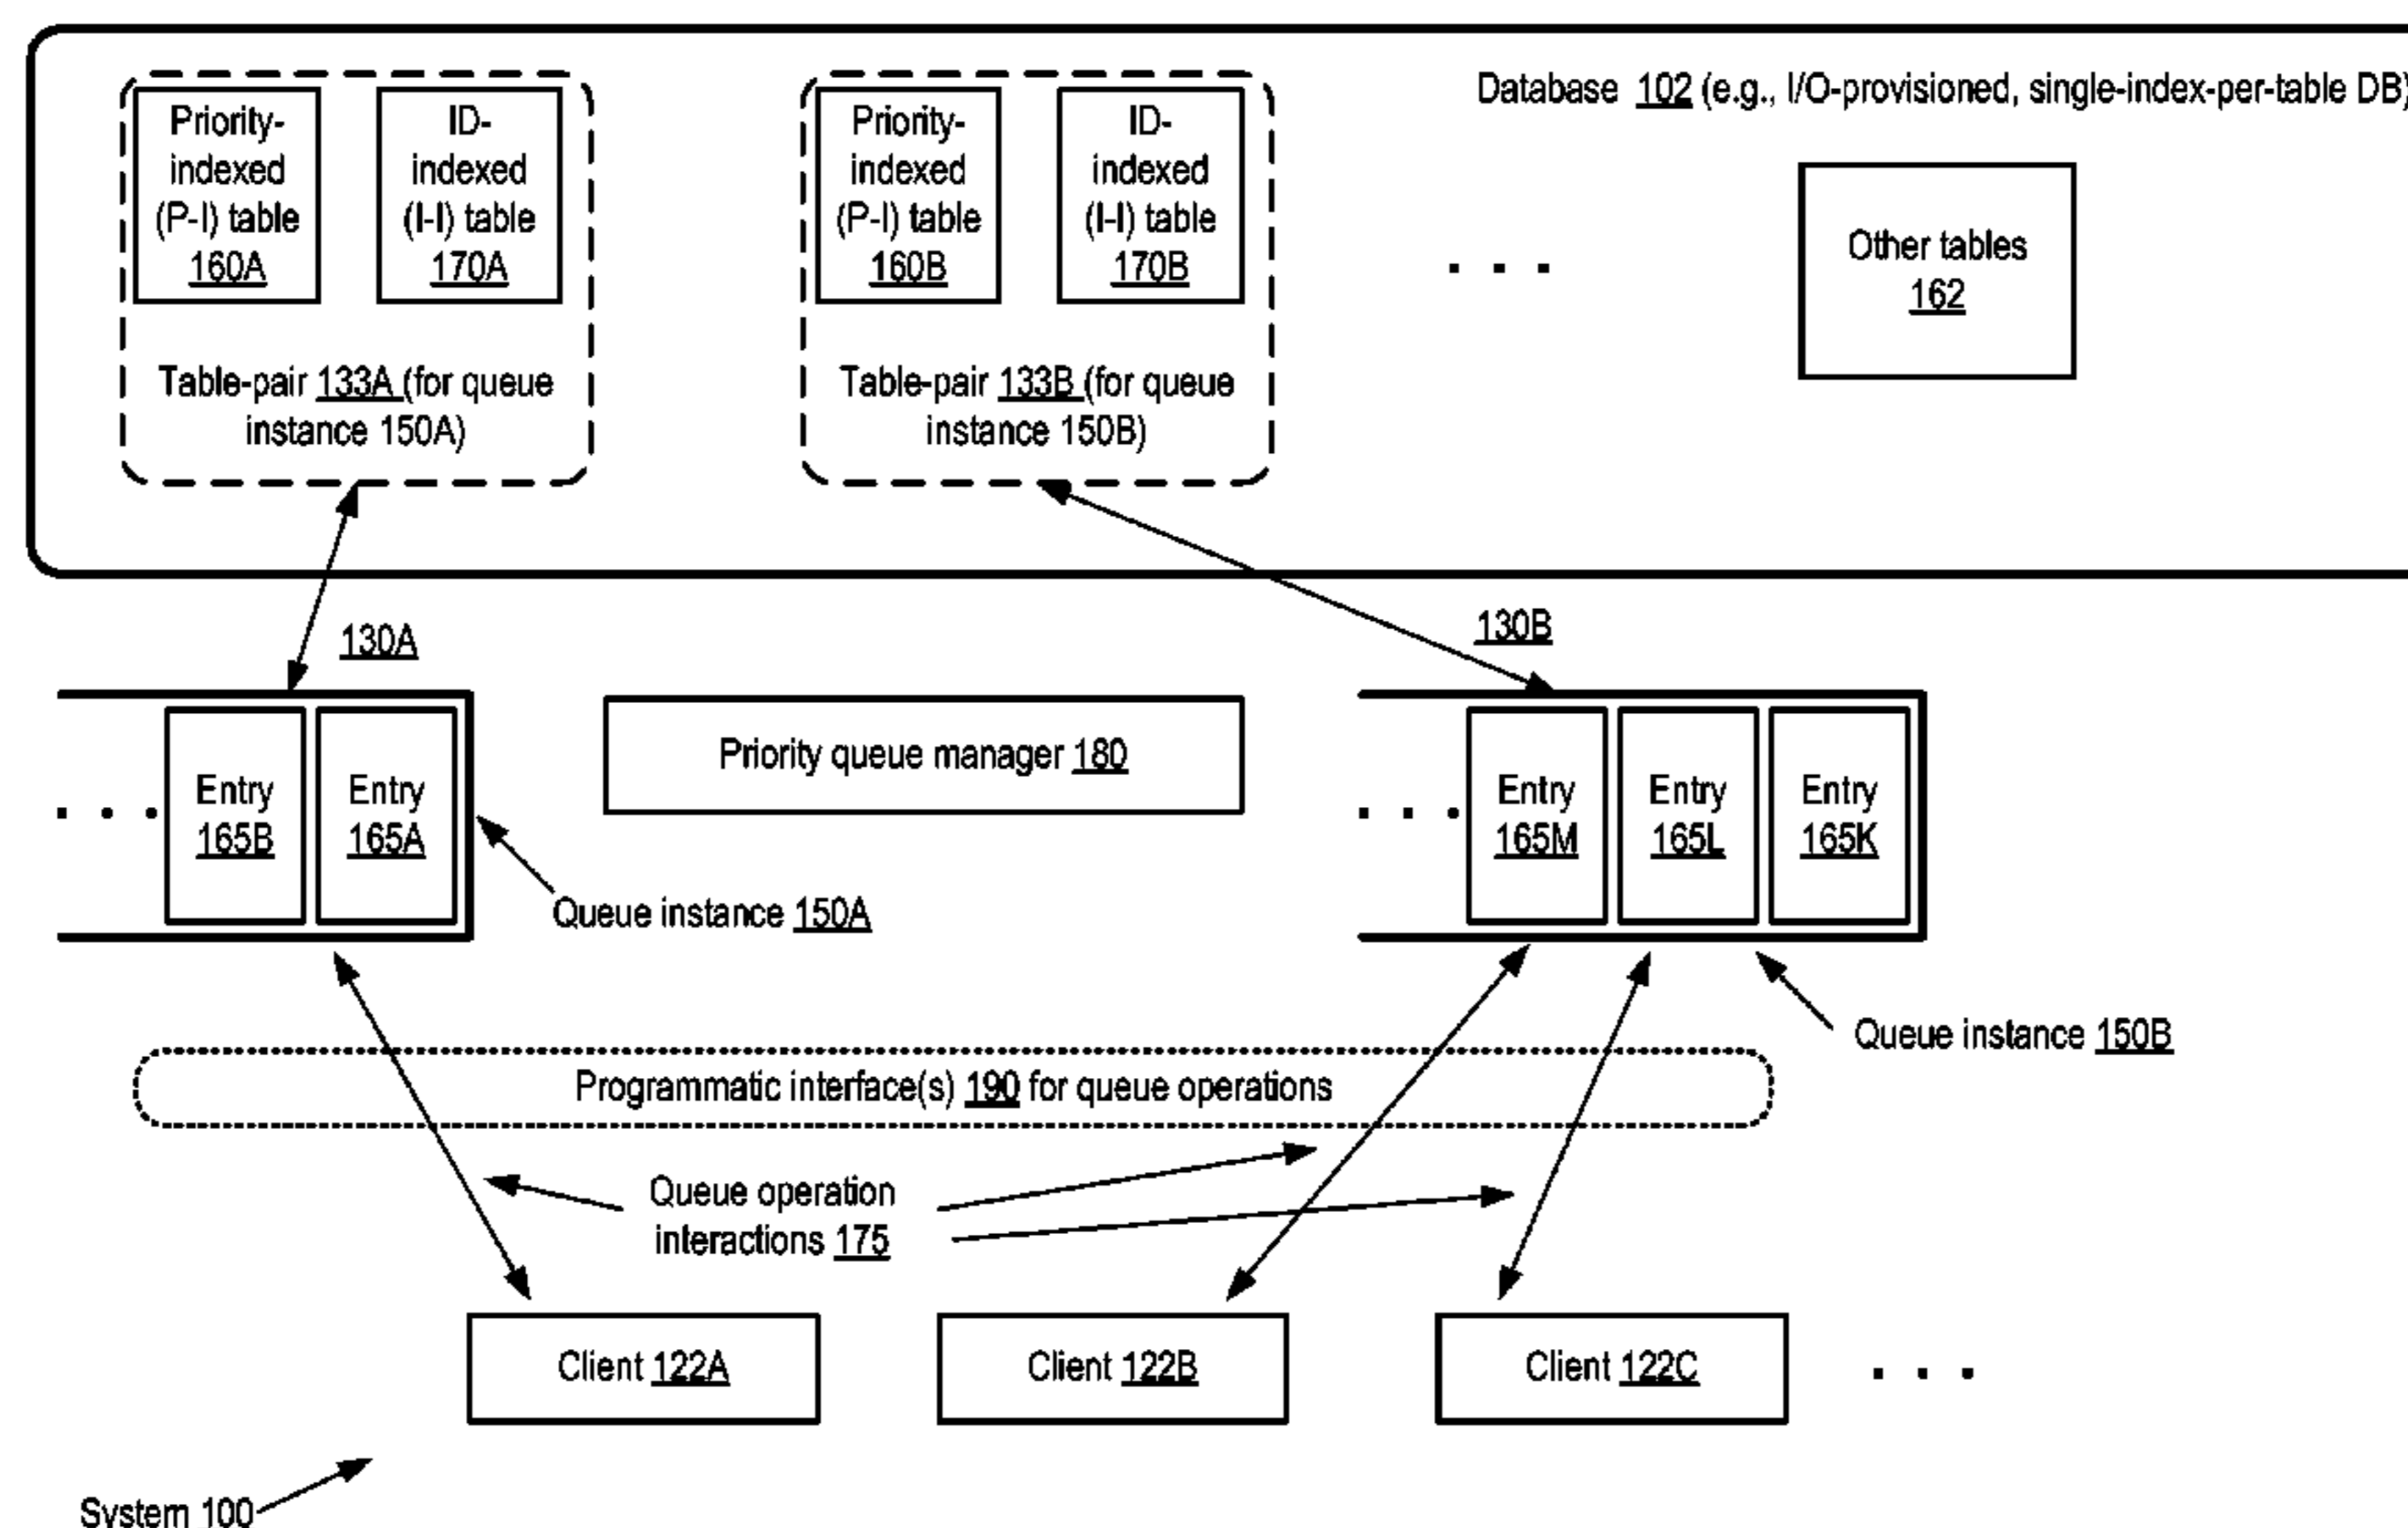 Database 102 (e.g., I/O-provisioned, single-index-per-table DB)
Priority-
indexed
(P-I) table
160A
ID-
indexed
(I-I) table
170A
Table-pair 133A (for queue
instance 150A)
Priority-
indexed
(P-I) table
160B
ID-
indexed
(I-I) table
170B
Table-pair 133B (for queue
instance 150B)
. . .
Other tables
162
130A
130B
. . .
Entry
165B
Entry
165A
Priority queue manager 180
. . .
Entry
165M
Entry
165L
Entry
165K
Queue instance 150A
Queue instance 150B
Programmatic interface(s) 190 for queue operations
Queue operation
interactions 175
Client 122A
Client 122B
Client 122C
. . .
System 100